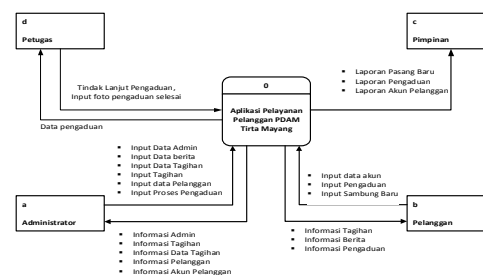 d
Petugas
c
Pimpinan
Laporan Pasang Baru
Laporan Pengaduan
Laporan Akun Pelanggan
Tindak Lanjut Pengaduan,
Input foto pengaduan selesai
0
Aplikasi Pelayanan
Pelanggan PDAM
Tirta Mayang
Data pengaduan
Input Data Admin
Input Data berita
Input Data Tagihan
Input Tagihan
Input data Pelanggan
Input Proses Pengaduan
Input data akun
Input Pengaduan
Input Sambung Baru
a
Administrator
b
Pelanggan
Informasi Admin
Informasi Tagihan
Informasi Data Tagihan
Informasi Pelanggan
Informasi Akun Pelanggan
Informasi Tagihan
Informasi Berita
Informasi Pengaduan